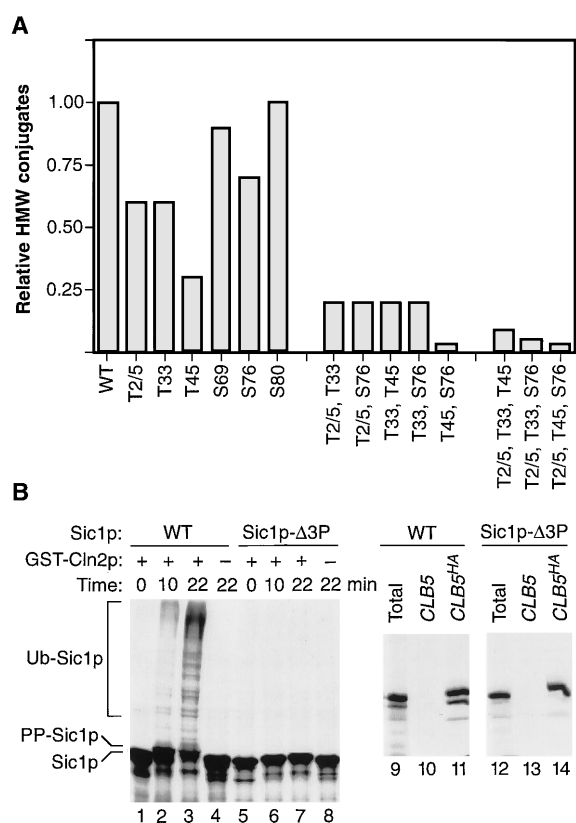 A
Relative HMW conjugates
1.00
0.75
0.50
0.25
WT
T2/5
T33
T45
S69
S76
S80
T2/5, T33
T2/5, S76
T33, T45
T33, S76
T45, S76
T2/5, T33, T45
T2/5, T33, S76
T2/5, T45, S76
B
Sic1p: WT Sic1p-Δ3P
GST-Cln2p: + + + – + + + –
Time: 0 10 22 22 0 10 22 22 min
Ub-Sic1p
PP-Sic1p
Sic1p
1 2 3 4 5 6 7 8
WT Sic1p-Δ3P
Total CLB5 CLB5HA Total CLB5 CLB5HA
9 10 11 12 13 14